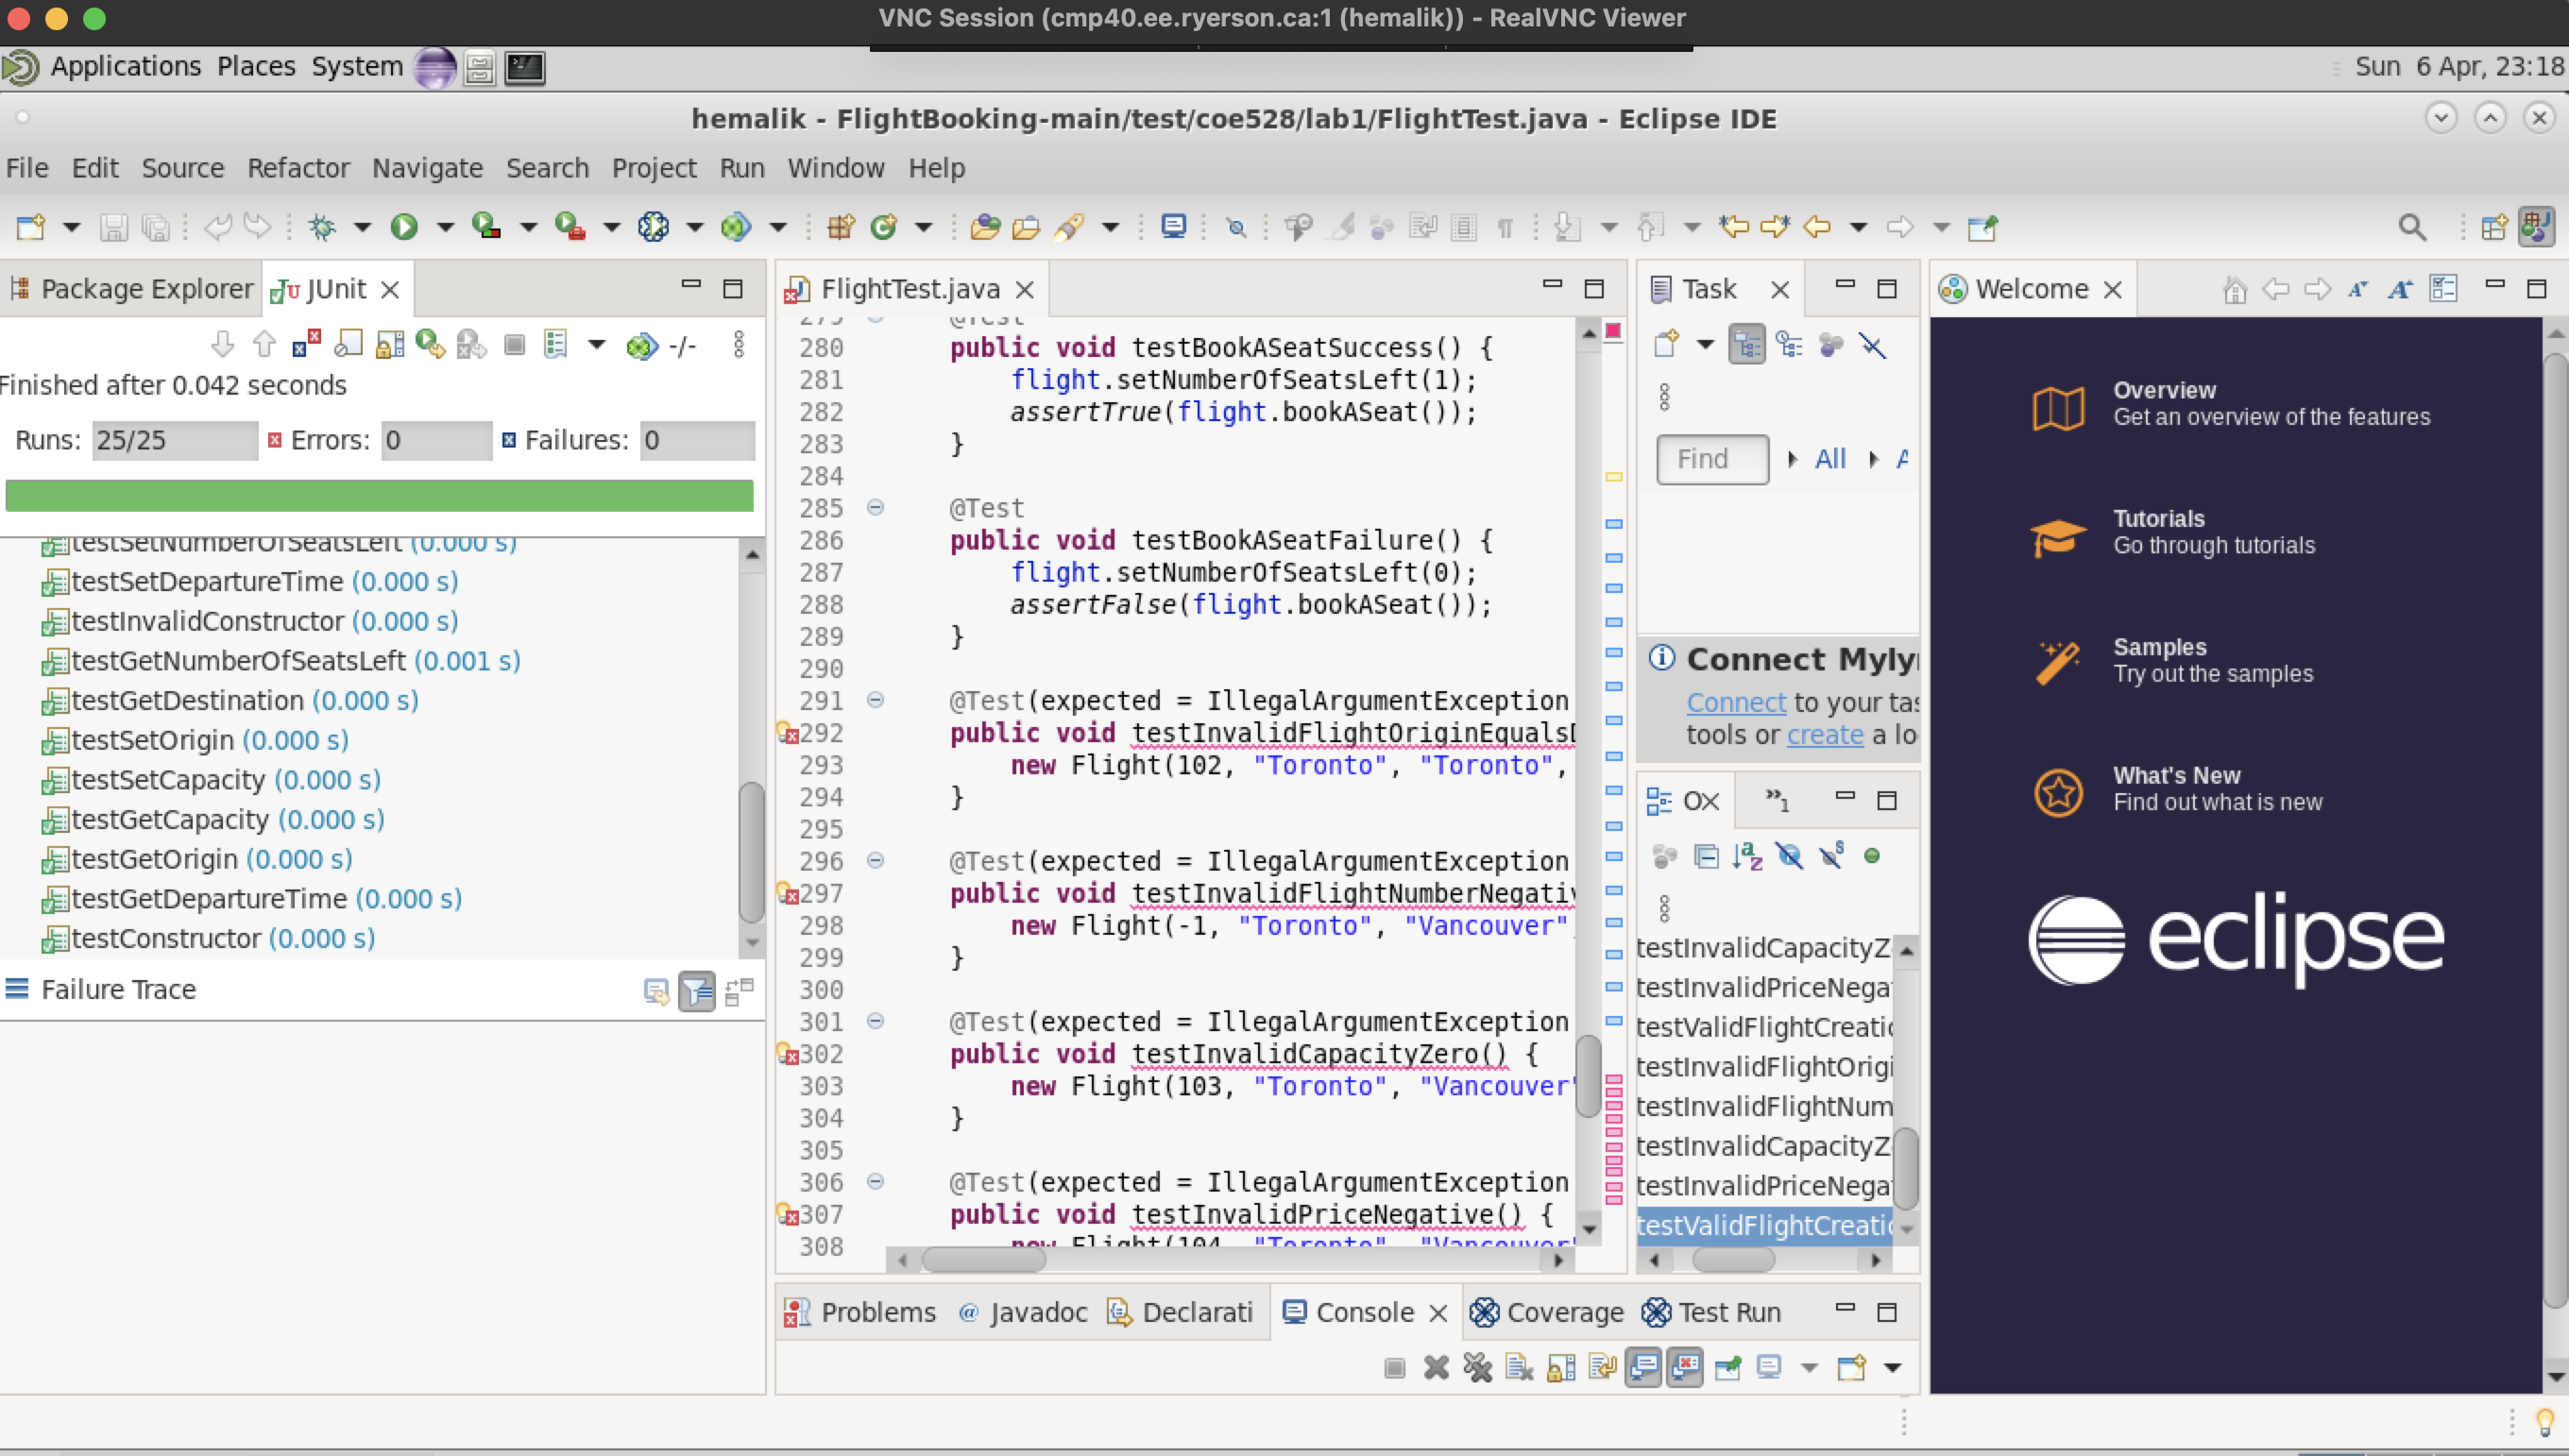 VNC Session (cmp40.ee.ryerson.ca:1 (hemalik)) - RealVNC Viewer
Applications Places System
Sun 6 Apr, 23:18
hemalik - FlightBooking-main/test/coe528/lab1/FlightTest.java - Eclipse IDE
File Edit Source Refactor Navigate Search Project Run Window Help
Package Explorer
JUnit
-/-
Finished after 0.042 seconds
Runs: 25/25 Errors: 0 Failures: 0
testSetNumberOfSeatsLeft (0.000 s)
testSetDepartureTime (0.000 s)
testInvalidConstructor (0.000 s)
testGetNumberOfSeatsLeft (0.001 s)
testGetDestination (0.000 s)
testSetOrigin (0.000 s)
testSetCapacity (0.000 s)
testGetCapacity (0.000 s)
testGetOrigin (0.000 s)
testGetDepartureTime (0.000 s)
testConstructor (0.000 s)
Failure Trace
FlightTest.java
279 @Test
280 public void testBookASeatSuccess() {
281 flight.setNumberOfSeatsLeft(1);
282 assertTrue(flight.bookASeat());
283 }
284
285 @Test
286 public void testBookASeatFailure() {
287 flight.setNumberOfSeatsLeft(0);
288 assertFalse(flight.bookASeat());
289 }
290
291 @Test(expected = IllegalArgumentException
292 public void testInvalidFlightOriginEqualsD
293 new Flight(102, "Toronto", "Toronto",
294 }
295
296 @Test(expected = IllegalArgumentException
297 public void testInvalidFlightNumberNegativ
298 new Flight(-1, "Toronto", "Vancouver"
299 }
300
301 @Test(expected = IllegalArgumentException
302 public void testInvalidCapacityZero() {
303 new Flight(103, "Toronto", "Vancouver"
304 }
305
306 @Test(expected = IllegalArgumentException
307 public void testInvalidPriceNegative() {
308 new Flight(104, "Toronto", "Vancouver"
Task
Find All A
Connect Myly
Connect to your tas
tools or create a lo
O
»1
testInvalidCapacityZ
testInvalidPriceNega
testValidFlightCreatio
testInvalidFlightOrigi
testInvalidFlightNum
testInvalidCapacityZ
testInvalidPriceNega
testValidFlightCreatio
Problems
@ Javadoc
Declarati
Console
Coverage
Test Run
Welcome
Overview
Get an overview of the features
Tutorials
Go through tutorials
Samples
Try out the samples
What's New
Find out what is new
eclipse